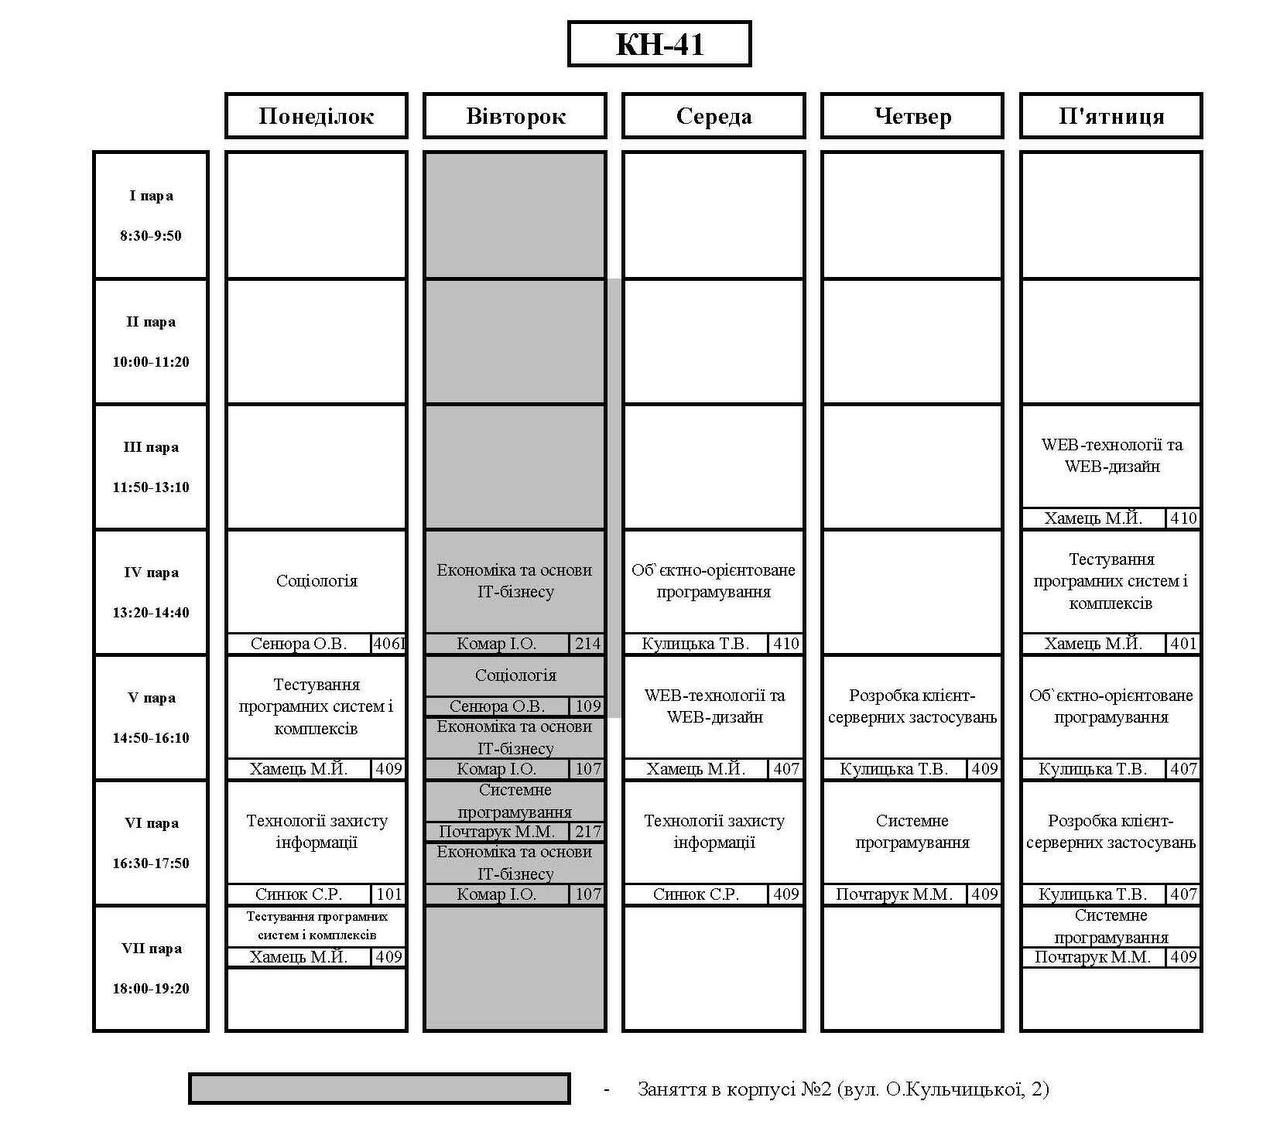 КН-41
Понеділок
Вівторок
Середа
Четвер
П'ятниця
І пара
8:30-9:50
ІІ пара
10:00-11:20
ІІІ пара
11:50-13:10
WEB-технології та
WEB-дизайн
Хамець М.Й. 410
IV пара
13:20-14:40
Соціологія
Сенюра О.В.
Економіка та основи
ІТ-бізнесу
Комар І.О. 214
Об`єктно-орієнтоване
програмування
Кулицька Т.В. 410
Тестування
програмних систем і
комплексів
Хамець М.Й. 401
V пара
14:50-16:10
Тестування
програмних систем і
комплексів
Хамець М.Й. 409
Соціологія
Сенюра О.В. 109
Економіка та основи
ІТ-бізнесу
Комар І.О. 107
WEB-технології та
WEB-дизайн
Хамець М.Й. 407
Розробка клієнт-
серверних застосувань
Кулицька Т.В. 409
Об`єктно-орієнтоване
програмування
Кулицька Т.В. 407
VI пара
16:30-17:50
Технології захисту
інформації
Синюк С.Р. 101
Системне
програмування
Почтарук М.М. 217
Економіка та основи
ІТ-бізнесу
Комар І.О. 107
Технології захисту
інформації
Синюк С.Р. 409
Системне
програмування
Почтарук М.М. 409
Розробка клієнт-
серверних застосувань
Кулицька Т.В. 407
VII пара
18:00-19:20
Тестування програмних
систем і комплексів
Хамець М.Й. 409
Системне
програмування
Почтарук М.М. 409
- Заняття в корпусі №2 (вул. О.Кульчицької, 2)